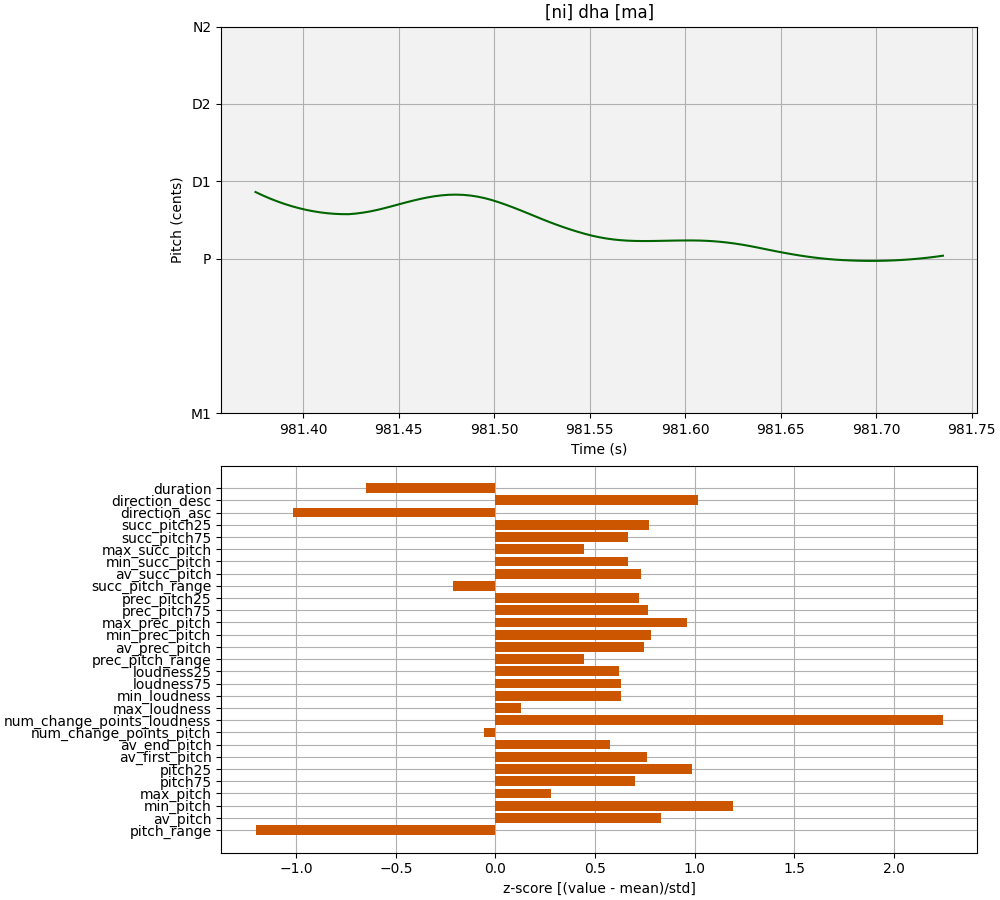 [ni] dha [ma]
N2
D2
D1
P
M1
Pitch (cents)
981.40 981.45 981.50 981.55 981.60 981.65 981.70 981.75
Time (s)
duration
direction_desc
direction_asc
succ_pitch25
succ_pitch75
max_succ_pitch
min_succ_pitch
av_succ_pitch
succ_pitch_range
prec_pitch25
prec_pitch75
max_prec_pitch
min_prec_pitch
av_prec_pitch
prec_pitch_range
loudness25
loudness75
min_loudness
max_loudness
num_change_points_loudness
num_change_points_pitch
av_end_pitch
av_first_pitch
pitch25
pitch75
max_pitch
min_pitch
av_pitch
pitch_range
−1.0 −0.5 0.0 0.5 1.0 1.5 2.0
z-score [(value - mean)/std]